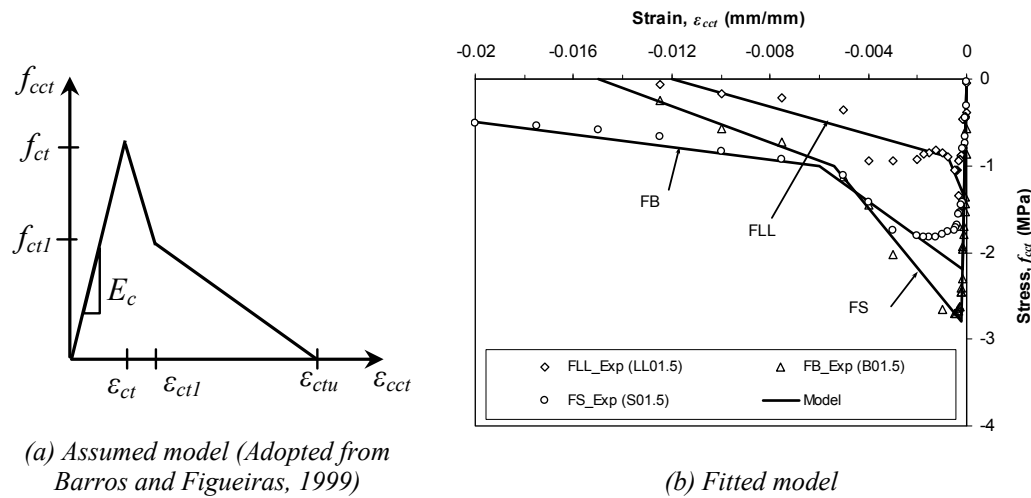 f_cct
f_ct
f_ct1
E_c
ε_ct
ε_ct1
ε_ctu
ε_cct
(a) Assumed model (Adopted from
Barros and Figueiras, 1999)
Strain, ε_cct (mm/mm)
-0.02
-0.016
-0.012
-0.008
-0.004
0
0
-1
-2
-3
-4
Stress, f_cct (MPa)
FB
FLL
FS
FLL_Exp (LL01.5)
FB_Exp (B01.5)
FS_Exp (S01.5)
Model
(b) Fitted model